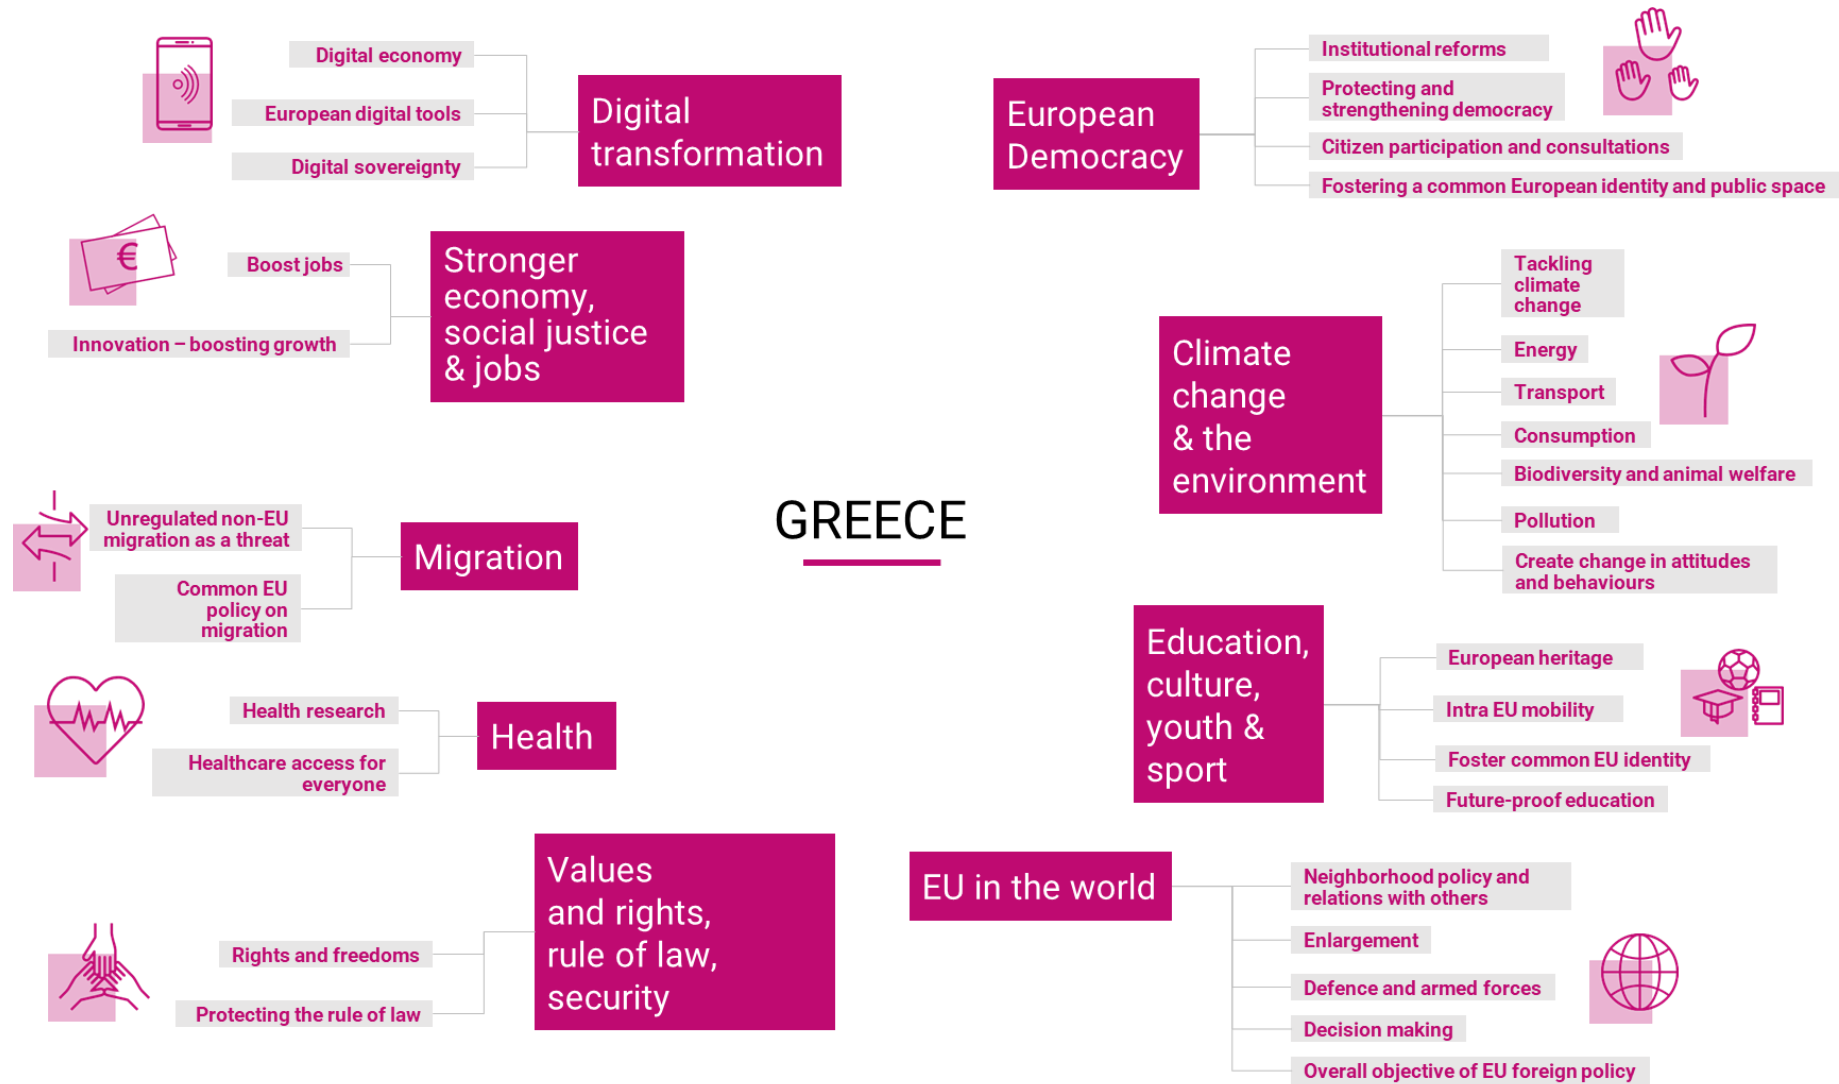 Digital economy
European digital tools
Digital sovereignty
Digital
transformation
€
Boost jobs
Innovation – boosting growth
Stronger
economy,
social justice
& jobs
Unregulated non-EU
migration as a threat
Common EU
policy on
migration
Migration
Health research
Healthcare access for
everyone
Health
Rights and freedoms
Protecting the rule of law
Values
and rights,
rule of law,
security
GREECE
European
Democracy
Institutional reforms
Protecting and
strengthening democracy
Citizen participation and consultations
Fostering a common European identity and public space
Climate
change
& the
environment
Tackling
climate
change
Energy
Transport
Consumption
Biodiversity and animal welfare
Pollution
Create change in attitudes
and behaviours
Education,
culture,
youth &
sport
European heritage
Intra EU mobility
Foster common EU identity
Future-proof education
EU in the world
Neighborhood policy and
relations with others
Enlargement
Defence and armed forces
Decision making
Overall objective of EU foreign policy